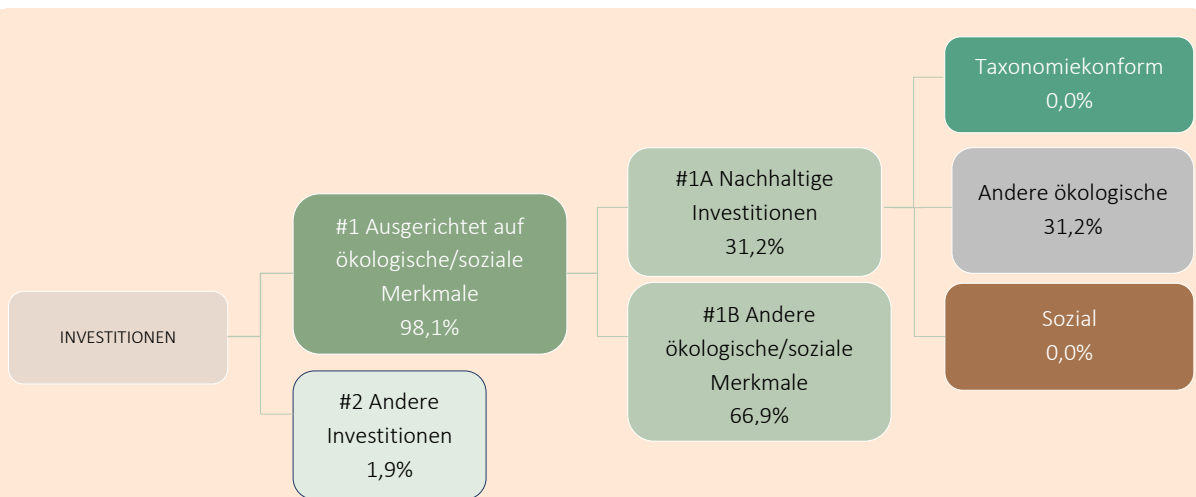 INVESTITIONEN
#1 Ausgerichtet auf
ökologische/soziale
Merkmale
98,1%
#2 Andere
Investitionen
1,9%
#1A Nachhaltige
Investitionen
31,2%
#1B Andere
ökologische/soziale
Merkmale
66,9%
Taxonomiekonform
0,0%
Andere ökologische
31,2%
Sozial
0,0%